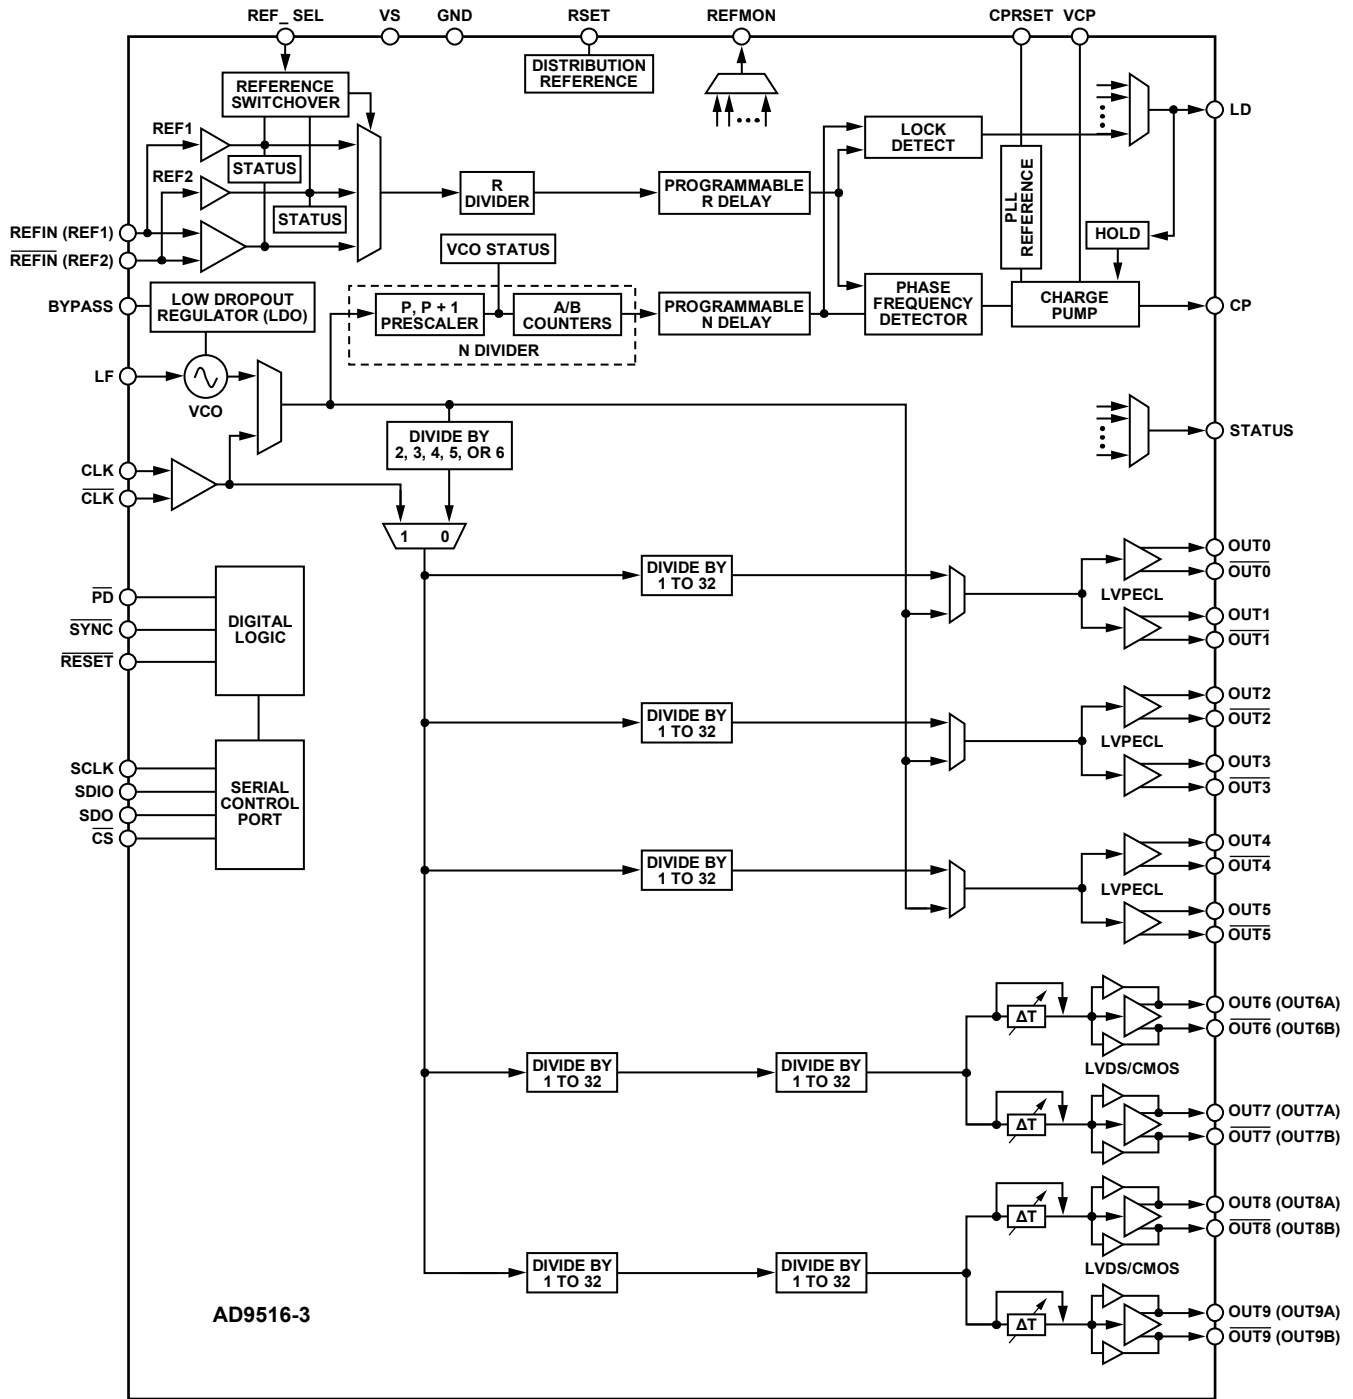 REF_ SEL VS GND RSET REFMON CPRSET VCP
DISTRIBUTION
REFERENCE
REFERENCE
SWITCHOVER
REF1
STATUS
REF2
STATUS
REFIN (REF1)
REFIN (REF2)
R
DIVIDER
PROGRAMMABLE
R DELAY
LOCK
DETECT
LD
PLL
REFERENCE
HOLD
VCO STATUS
BYPASS
LOW DROPOUT
REGULATOR (LDO)
P, P + 1
PRESCALER
A/B
COUNTERS
N DIVIDER
PROGRAMMABLE
N DELAY
PHASE
FREQUENCY
DETECTOR
CHARGE
PUMP
CP
LF
VCO
DIVIDE BY
2, 3, 4, 5, OR 6
STATUS
CLK
CLK
1 0
DIVIDE BY
1 TO 32
LVPECL
OUT0
OUT0
OUT1
OUT1
PD
SYNC
RESET
DIGITAL
LOGIC
DIVIDE BY
1 TO 32
LVPECL
OUT2
OUT2
OUT3
OUT3
SCLK
SDIO
SDO
CS
SERIAL
CONTROL
PORT
DIVIDE BY
1 TO 32
LVPECL
OUT4
OUT4
OUT5
OUT5
DIVIDE BY
1 TO 32
DIVIDE BY
1 TO 32
ΔT
ΔT
LVDS/CMOS
OUT6 (OUT6A)
OUT6 (OUT6B)
OUT7 (OUT7A)
OUT7 (OUT7B)
DIVIDE BY
1 TO 32
DIVIDE BY
1 TO 32
ΔT
ΔT
LVDS/CMOS
OUT8 (OUT8A)
OUT8 (OUT8B)
OUT9 (OUT9A)
OUT9 (OUT9B)
AD9516-3